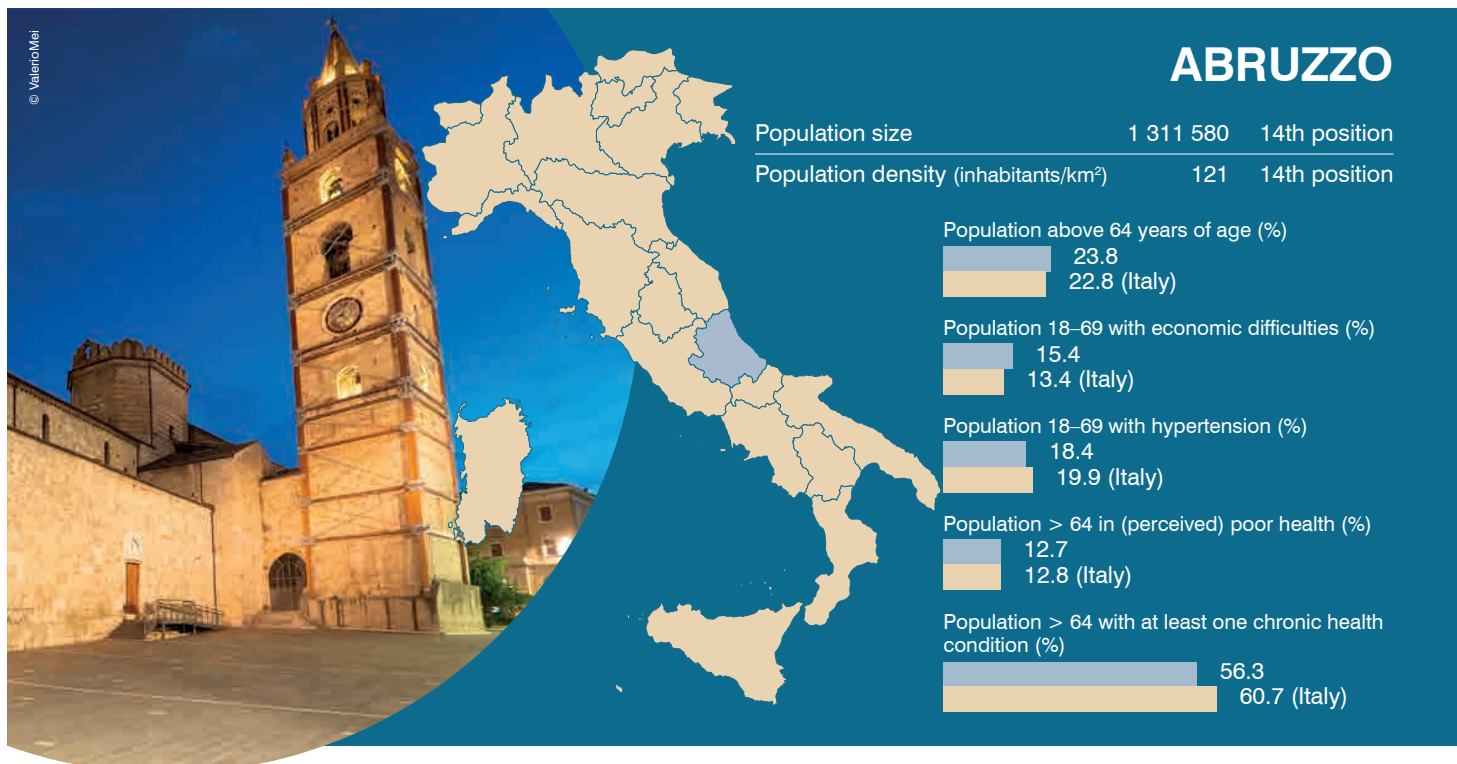 © ValerioMei
ABRUZZO
Population size 1 311 580 14th position
Population density (inhabitants/km²) 121 14th position
Population above 64 years of age (%)
23.8
22.8 (Italy)
Population 18–69 with economic difficulties (%)
15.4
13.4 (Italy)
Population 18–69 with hypertension (%)
18.4
19.9 (Italy)
Population > 64 in (perceived) poor health (%)
12.7
12.8 (Italy)
Population > 64 with at least one chronic health
condition (%)
56.3
60.7 (Italy)